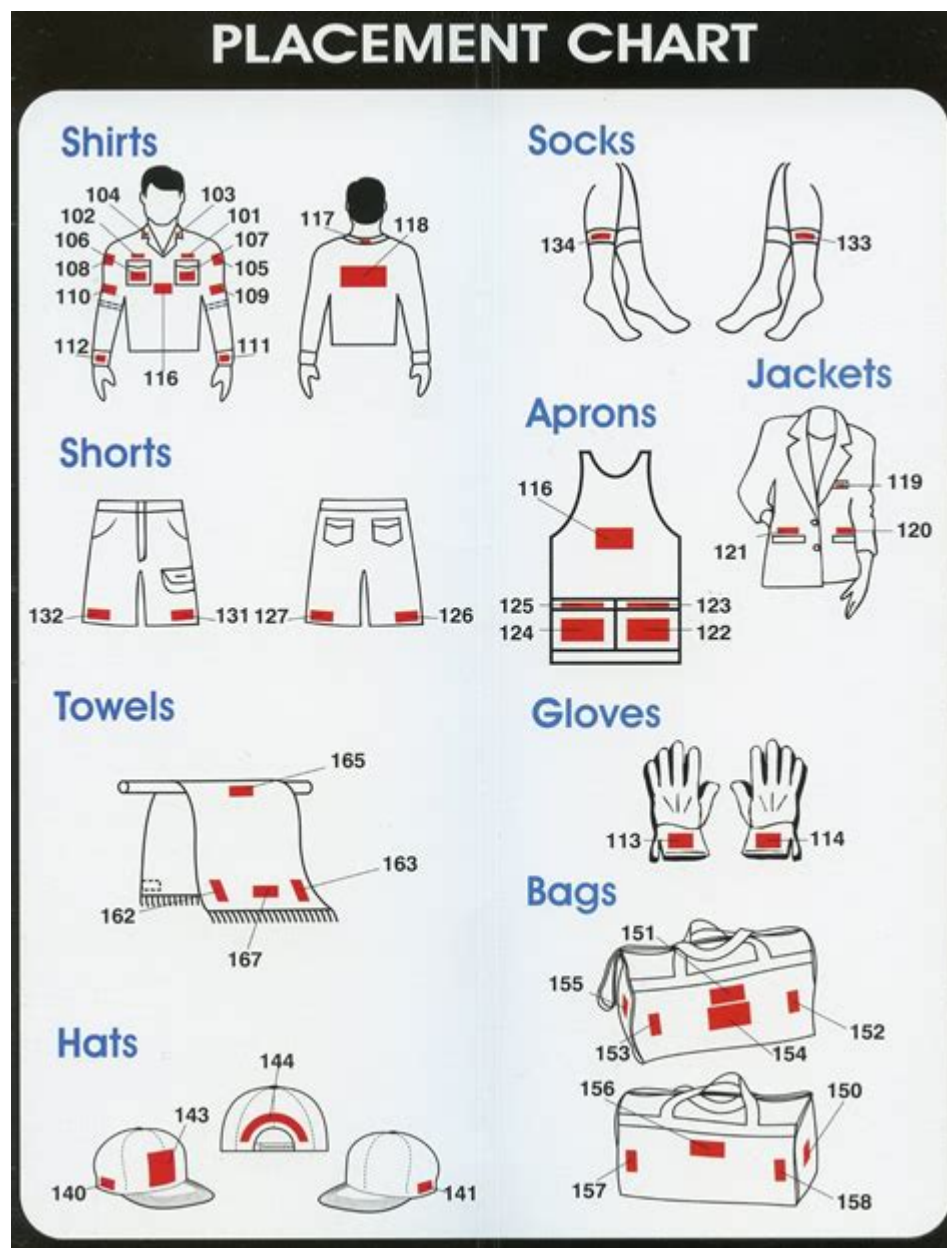 PLACEMENT CHART
Shirts
104 103
102 101
106 107
108 105
110 109
112 111
116
117 118
Socks
134 133
Jackets
119
120
121
Aprons
116
125 123
124 122
Shorts
132 131 127 126
Towels
165
163
162
167
Gloves
113 114
Bags
151
155
152
153 154
156 150
157 158
Hats
144
143
140 141